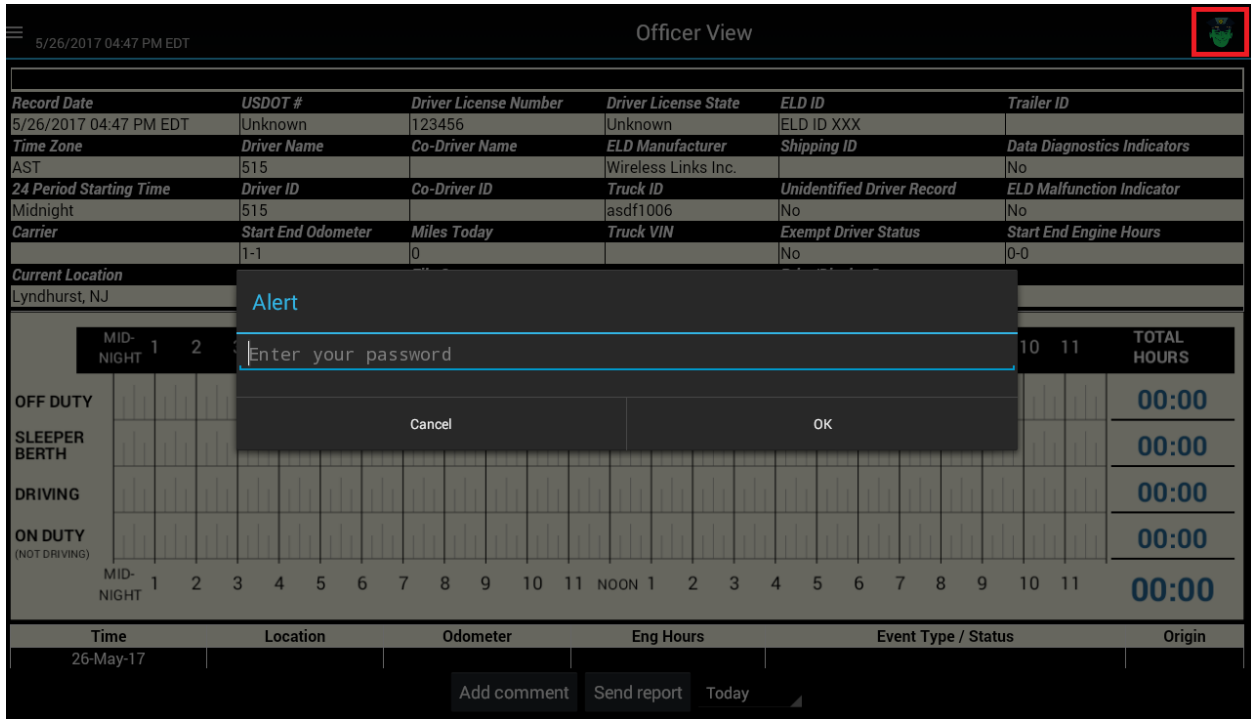 Officer View
5/26/2017 04:47 PM EDT
Record Date USDOT # Driver License Number Driver License State ELD ID Trailer ID
5/26/2017 04:47 PM EDT Unknown 123456 Unknown ELD ID XXX
Time Zone Driver Name Co-Driver Name ELD Manufacturer Shipping ID Data Diagnostics Indicators
AST 515 Wireless Links Inc. No
24 Period Starting Time Driver ID Co-Driver ID Truck ID Unidentified Driver Record ELD Malfunction Indicator
Midnight 515 asdf1006 No No
Carrier Start End Odometer Miles Today Truck VIN Exempt Driver Status Start End Engine Hours
1-1 0 No 0-0
Current Location
Lyndhurst, NJ
Alert
Enter your password
Cancel OK
MID-
NIGHT 1 2 10 11 TOTAL
HOURS
OFF DUTY 00:00
SLEEPER
BERTH 00:00
DRIVING 00:00
ON DUTY 00:00
(NOT DRIVING)
MID-
NIGHT 1 2 3 4 5 6 7 8 9 10 11 NOON 1 2 3 4 5 6 7 8 9 10 11 00:00
Time Location Odometer Eng Hours Event Type / Status Origin
26-May-17
Add comment Send report Today